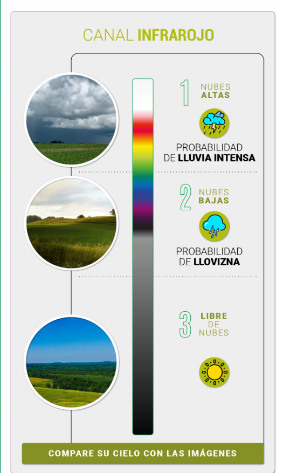 CANAL INFRAROJO
1 NUBES
ALTAS
PROBABILIDAD
DE LLUVIA INTENSA
2 NUBES
BAJAS
PROBABILIDAD
DE LLOVIZNA
3 LIBRE
DE
NUBES
COMPARE SU CIELO CON LAS IMÁGENES